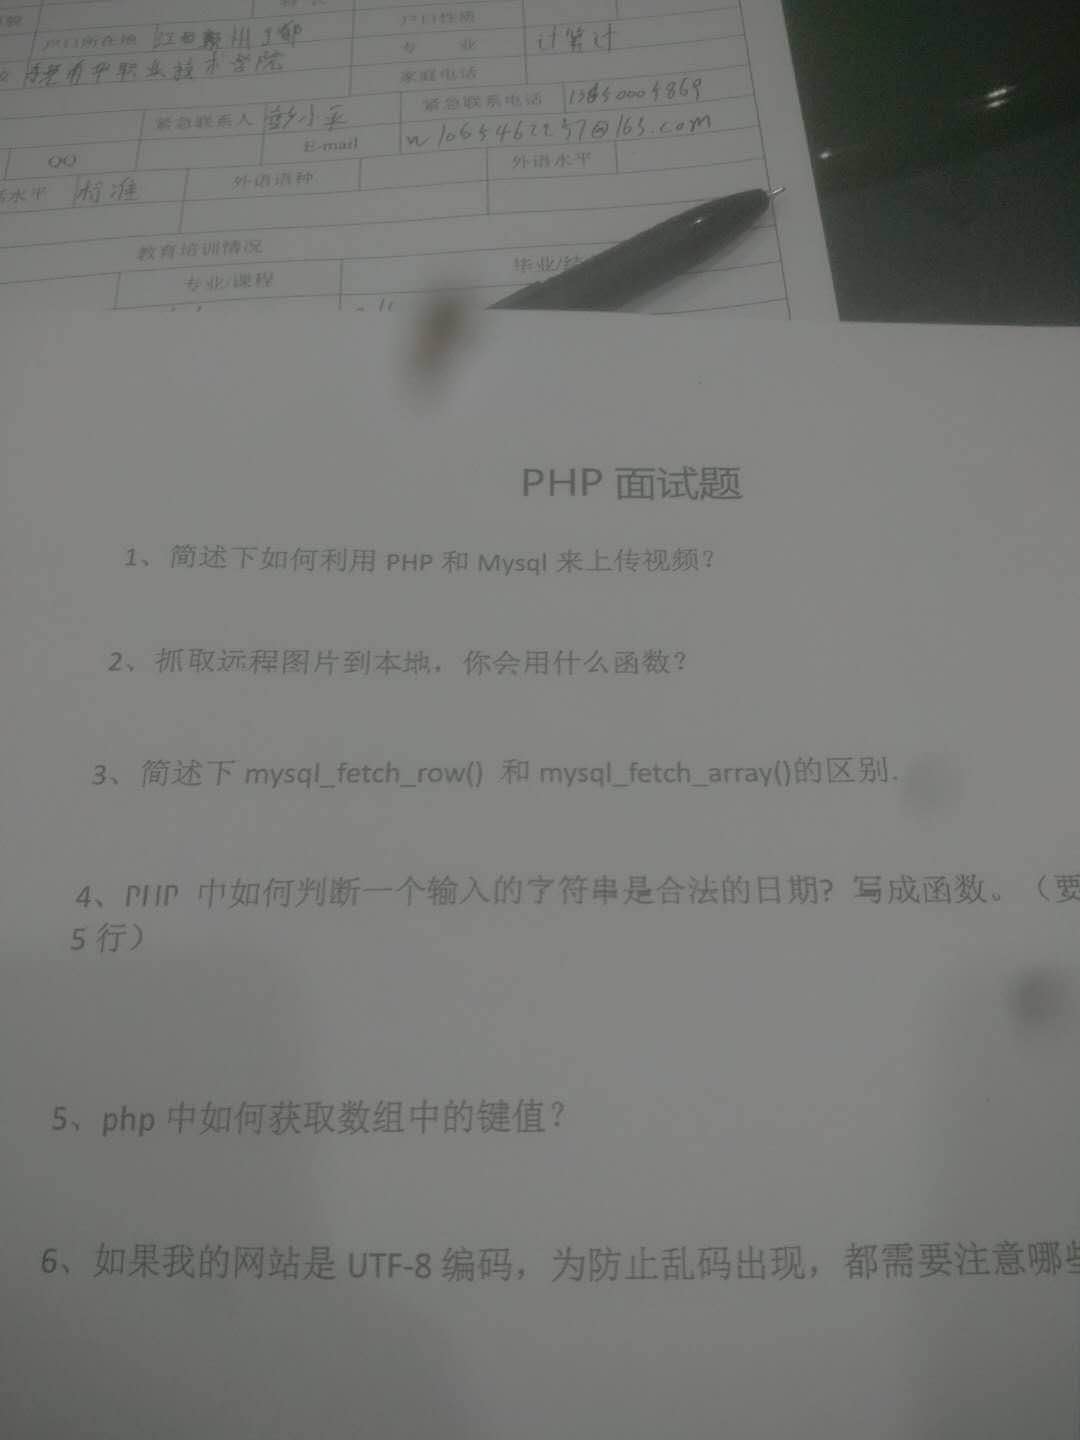 户口性质
户口所在地 江西赣州于都
专 业 计算计
职业技术学院
家庭电话
紧急联系人 彭小平 紧急联系电话
E-mail
QQ
外语水平
水平 标准 外语语种
教育培训情况
专业/课程 毕业/结
PHP 面试题
1、简述下如何利用 PHP 和 Mysql 来上传视频?
2、抓取远程图片到本地，你会用什么函数?
3、简述下 mysql_fetch_row() 和 mysql_fetch_array()的区别.
4、PHP 中如何判断一个输入的字符串是合法的日期? 写成函数。（要
5 行）
5、php 中如何获取数组中的键值?
6、如果我的网站是 UTF-8 编码，为防止乱码出现，都需要注意哪些